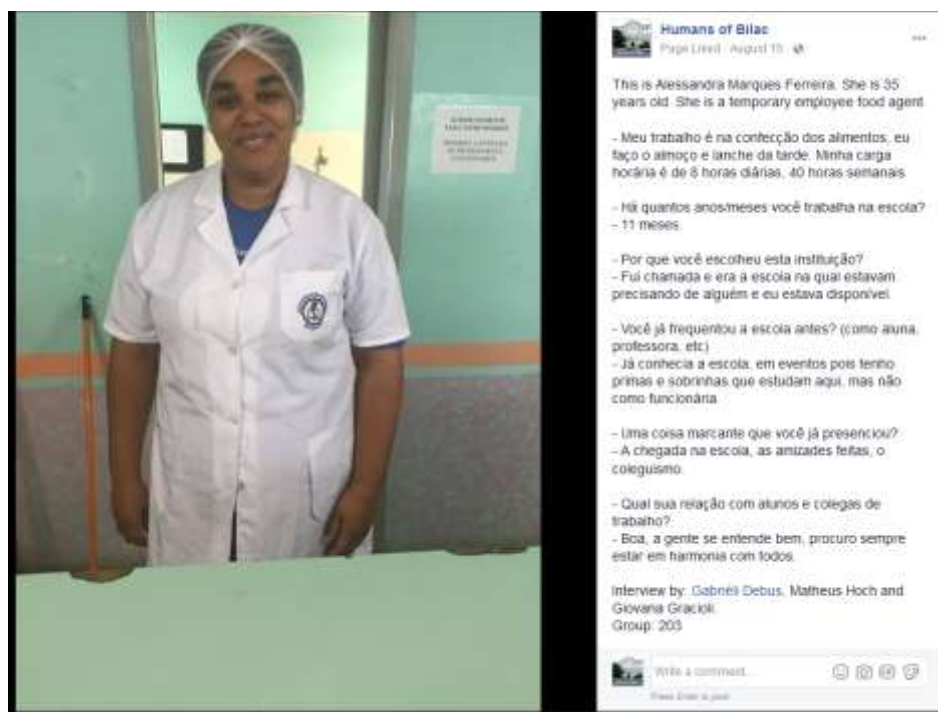 Humans of Bilac
Page Liked · August 15 ·
This is Alessandra Marques Ferreira. She is 35
years old. She is a temporary employee food agent.
- Meu trabalho é na confecção dos alimentos, eu
faço o almoço e lanche da tarde. Minha carga
horária é de 8 horas diárias, 40 horas semanais.
- Há quantos anos/meses você trabalha na escola?
- 11 meses.
- Por que você escolheu esta instituição?
- Fui chamada e era a escola na qual estavam
precisando de alguém e eu estava disponível.
- Você já frequentou a escola antes? (como aluna,
professora, etc)
- Já conhecia a escola, em eventos pois tenho
primas e sobrinhas que estudam aqui, mas não
como funcionária.
- Uma coisa marcante que você já presenciou?
- A chegada na escola, as amizades feitas, o
coleguismo.
- Qual sua relação com alunos e colegas de
trabalho?
- Boa, a gente se entende bem, procuro sempre
estar em harmonia com todos.
Interview by: Gabriéli Debus, Matheus Hoch and
Giovana Gracioli.
Group: 203
Write a comment...
Press Enter to post.